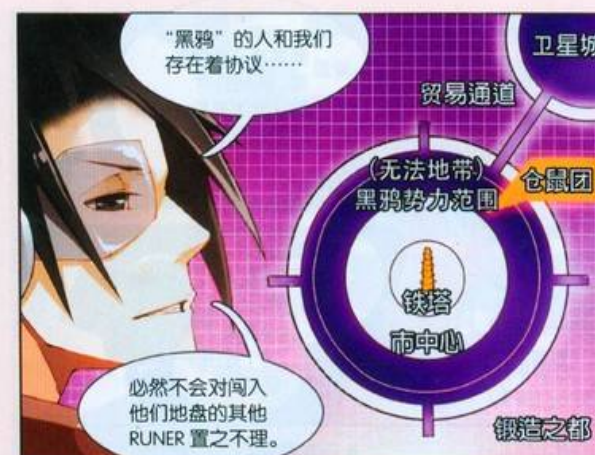 “黑鸦”的人和我们
存在着协议……
卫星城
贸易通道
(无法地带)
黑鸦势力范围
仓鼠团
铁塔
市中心
必然不会对闯入
他们地盘的其他
RUNER 置之不理。
锻造之都